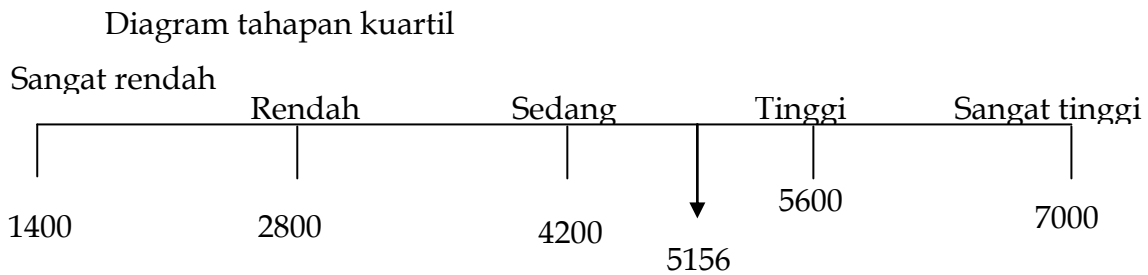 Diagram tahapan kuartil
Sangat rendah
Rendah Sedang Tinggi Sangat tinggi
1400 2800 4200 5156 5600 7000